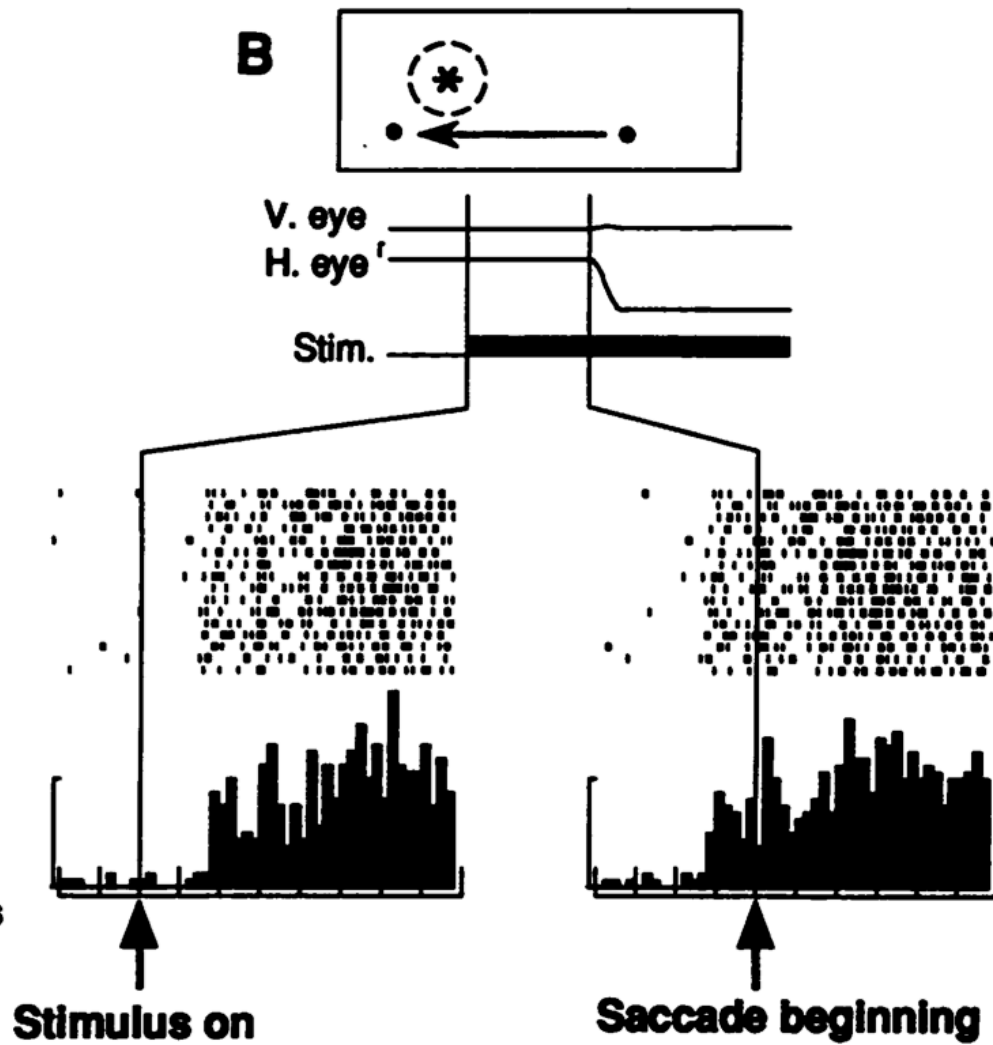 B
V. eye
H. eye r
Stim.
s
Stimulus on
Saccade beginning